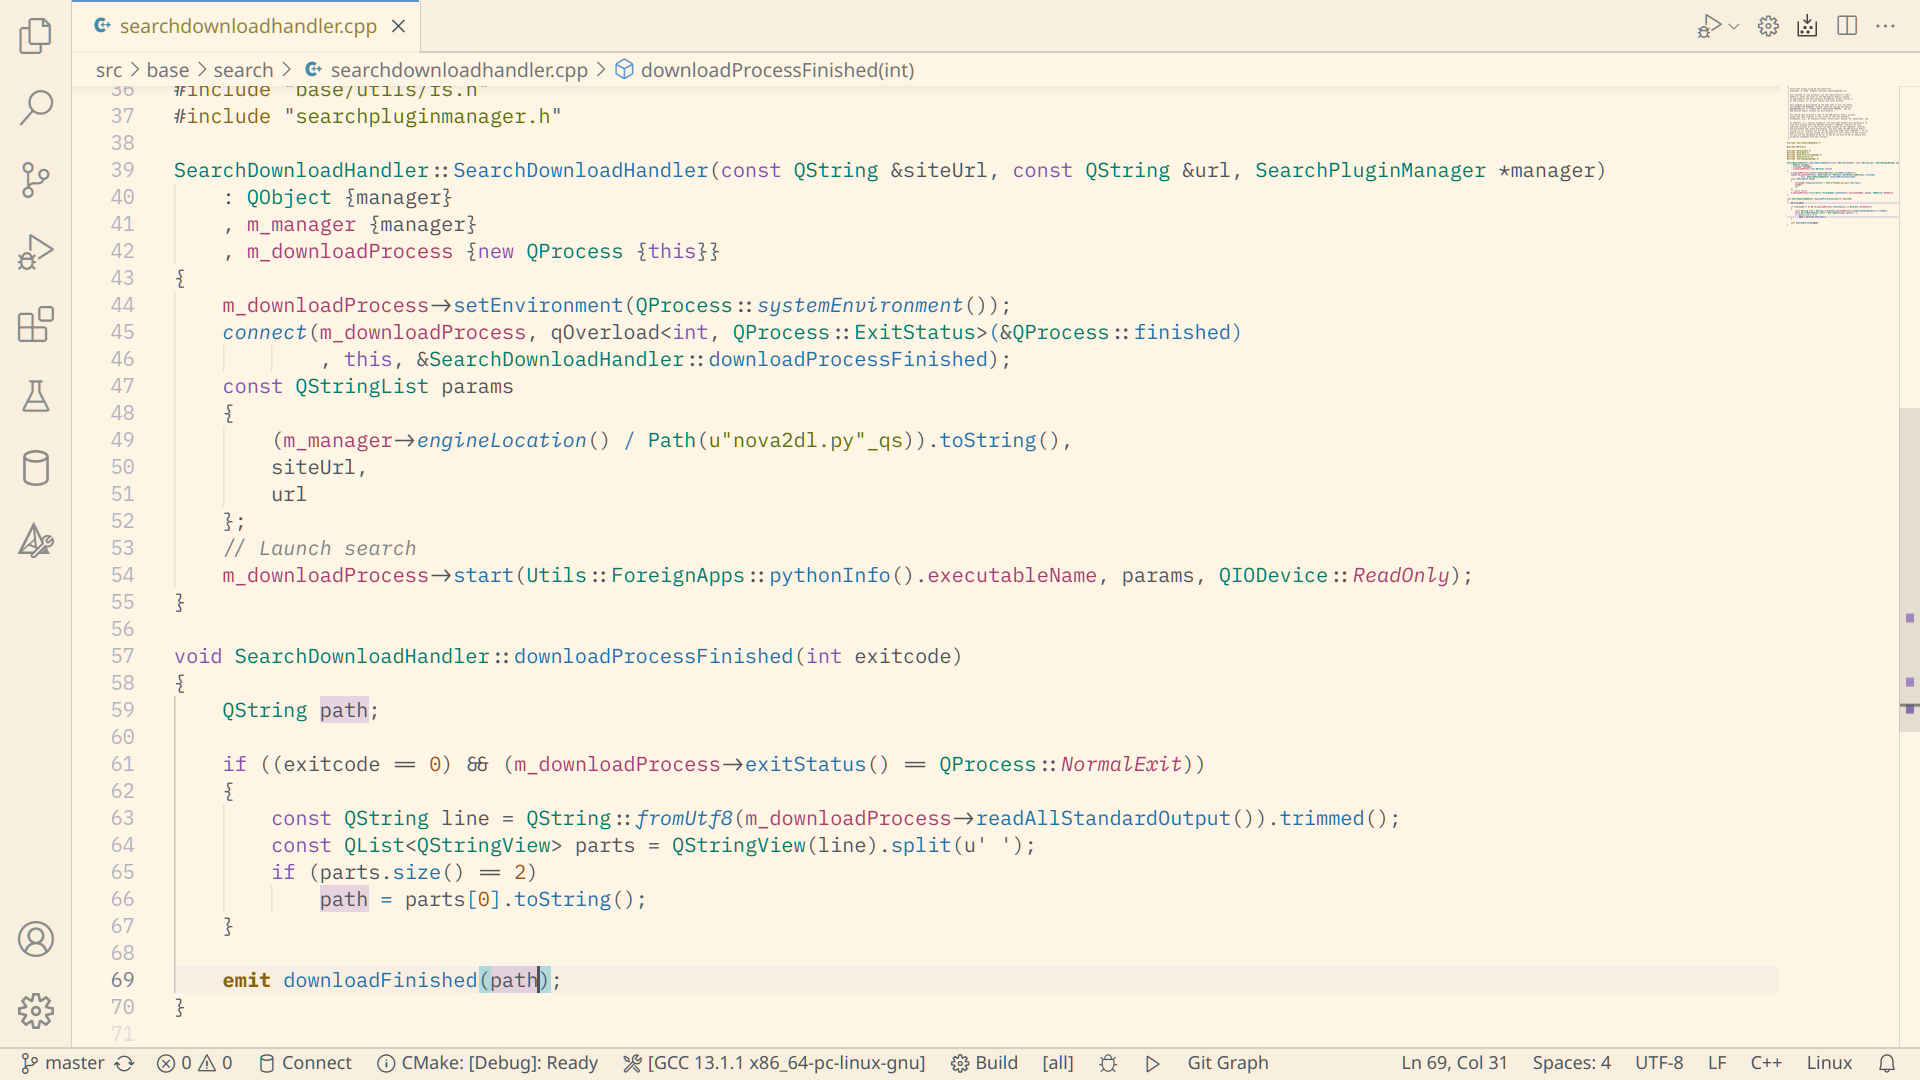 searchdownloadhandler.cpp
src > base > search > searchdownloadhandler.cpp > downloadProcessFinished(int)
36 #include "base/utils/fs.h"
37 #include "searchpluginmanager.h"
38
39 SearchDownloadHandler::SearchDownloadHandler(const QString &siteUrl, const QString &url, SearchPluginManager *manager)
40     : QObject {manager}
41     , m_manager {manager}
42     , m_downloadProcess {new QProcess {this}}
43 {
44     m_downloadProcess->setEnvironment(QProcess::systemEnvironment());
45     connect(m_downloadProcess, qOverload<int, QProcess::ExitStatus>(&QProcess::finished)
46             , this, &SearchDownloadHandler::downloadProcessFinished);
47     const QStringList params
48     {
49         (m_manager->engineLocation() / Path(u"nova2dl.py"_qs)).toString(),
50         siteUrl,
51         url
52     };
53     // Launch search
54     m_downloadProcess->start(Utils::ForeignApps::pythonInfo().executableName, params, QIODevice::ReadOnly);
55 }
56
57 void SearchDownloadHandler::downloadProcessFinished(int exitcode)
58 {
59     QString path;
60
61     if ((exitcode == 0) && (m_downloadProcess->exitStatus() == QProcess::NormalExit))
62     {
63         const QString line = QString::fromUtf8(m_downloadProcess->readAllStandardOutput()).trimmed();
64         const QList<QStringView> parts = QStringView(line).split(u' ');
65         if (parts.size() == 2)
66             path = parts[0].toString();
67     }
68
69     emit downloadFinished(path);
70 }
71
master 0 0 Connect CMake: [Debug]: Ready [GCC 13.1.1 x86_64-pc-linux-gnu] Build [all] Git Graph Ln 69, Col 31 Spaces: 4 UTF-8 LF C++ Linux